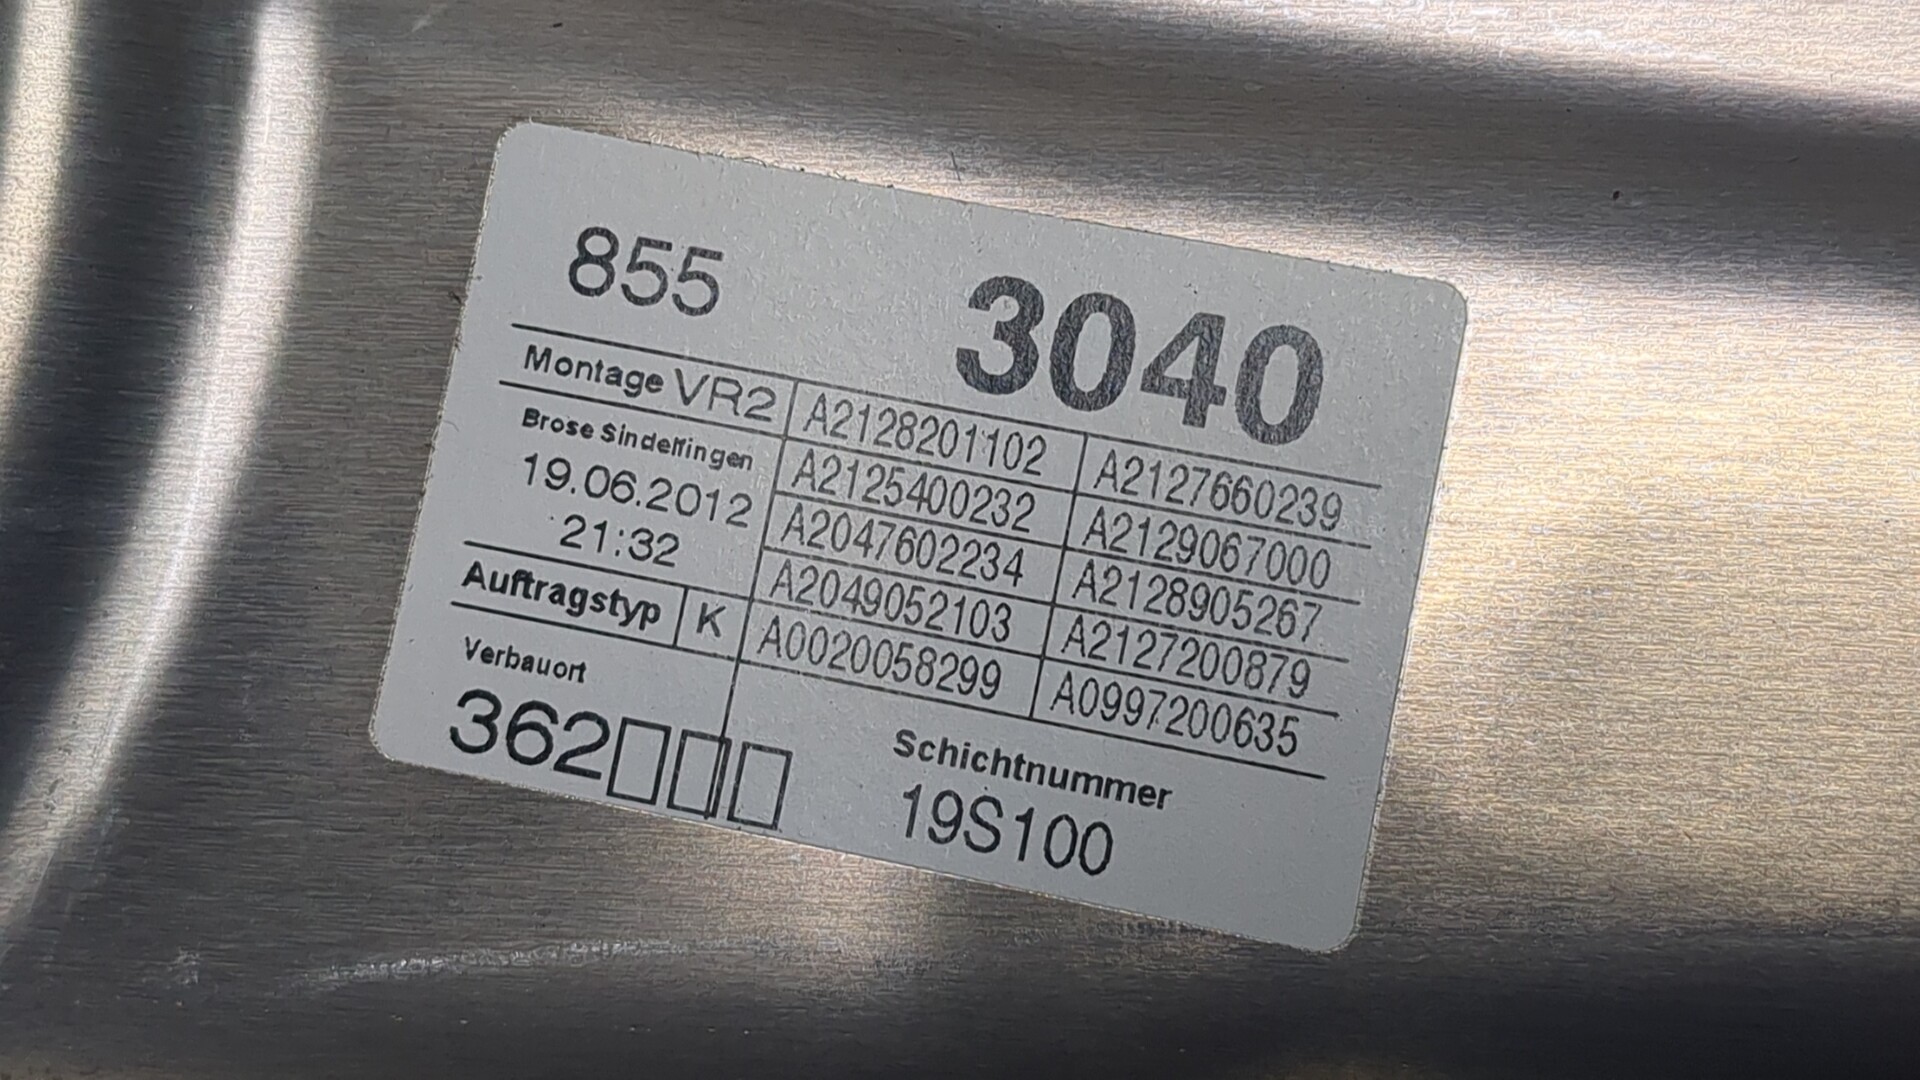 855 3040
Montage VR2 A2128201102 A2127660239
Brose Sindelfingen A2125400232 A2129067000
19.06.2012 A2047602234 A2128905267
21:32 A2049052103 A2127200879
Auftragstyp K A0020058299 A0997200635
Verbauort
362□□□
Schichtnummer
19S100